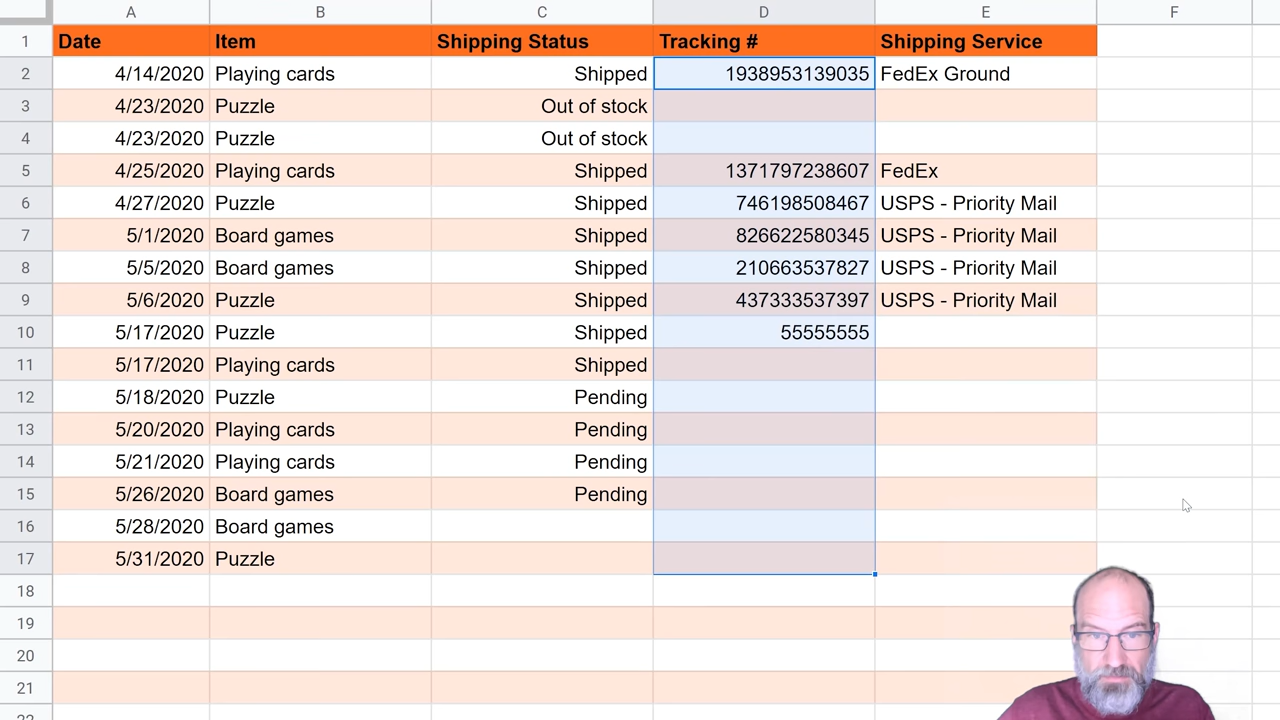 A B C D E F
1 Date Item Shipping Status Tracking # Shipping Service
2 4/14/2020 Playing cards Shipped 1938953139035 FedEx Ground
3 4/23/2020 Puzzle Out of stock
4 4/23/2020 Puzzle Out of stock
5 4/25/2020 Playing cards Shipped 1371797238607 FedEx
6 4/27/2020 Puzzle Shipped 746198508467 USPS - Priority Mail
7 5/1/2020 Board games Shipped 826622580345 USPS - Priority Mail
8 5/5/2020 Board games Shipped 210663537827 USPS - Priority Mail
9 5/6/2020 Puzzle Shipped 437333537397 USPS - Priority Mail
10 5/17/2020 Puzzle Shipped 55555555
11 5/17/2020 Playing cards Shipped
12 5/18/2020 Puzzle Pending
13 5/20/2020 Playing cards Pending
14 5/21/2020 Playing cards Pending
15 5/26/2020 Board games Pending
16 5/28/2020 Board games
17 5/31/2020 Puzzle
18
19
20
21